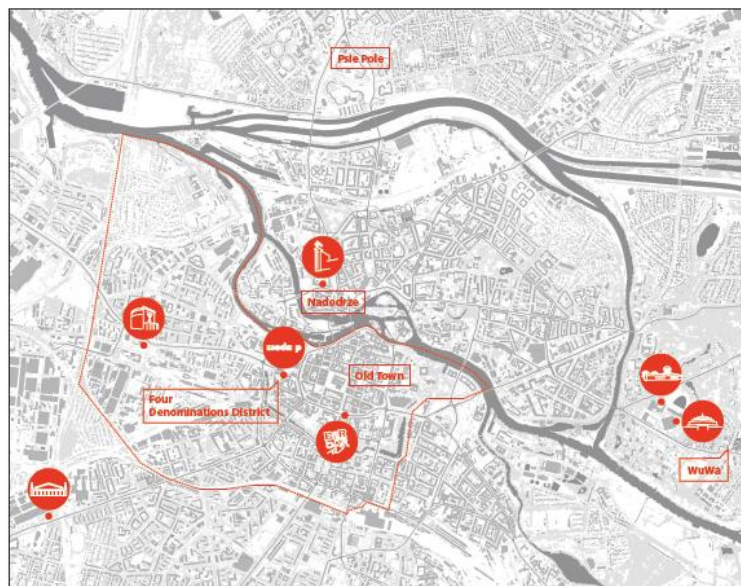 Psie Pole
Nadodrze
Old Town
Four
Denominations District
WuWa